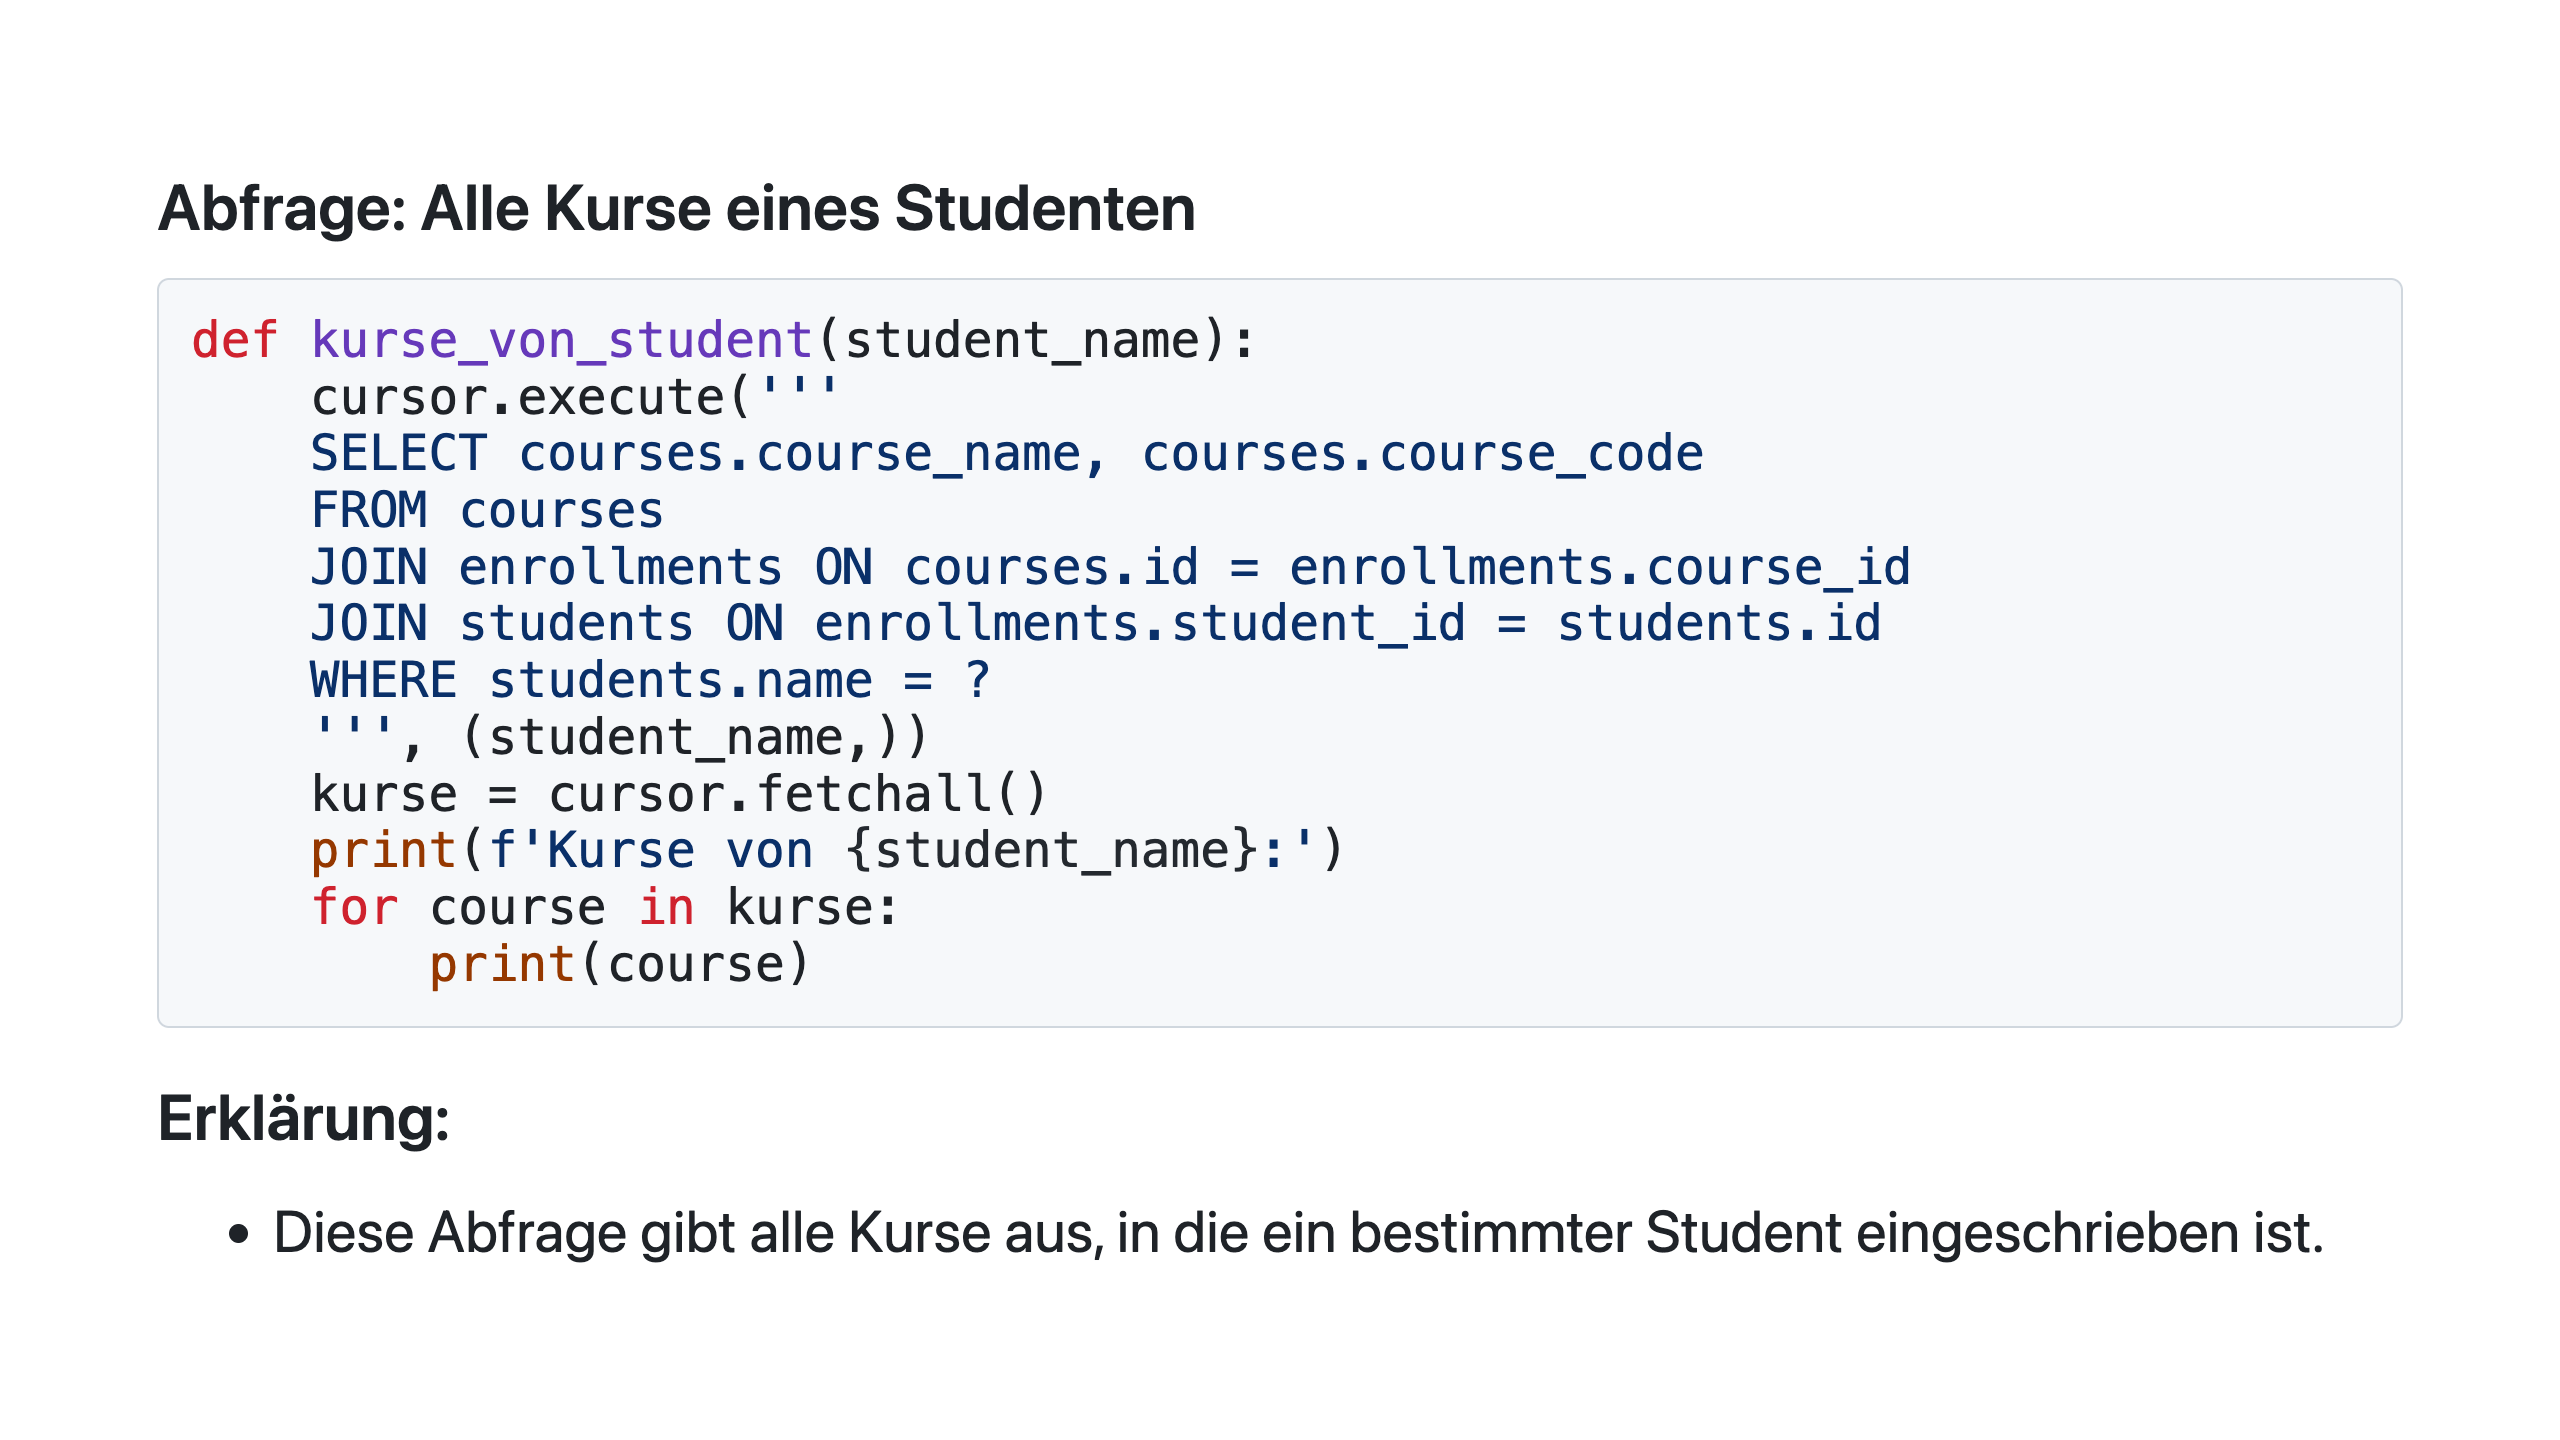 Abfrage: Alle Kurse eines Studenten
def kurse_von_student(student_name):
    cursor.execute('''
    SELECT courses.course_name, courses.course_code
    FROM courses
    JOIN enrollments ON courses.id = enrollments.course_id
    JOIN students ON enrollments.student_id = students.id
    WHERE students.name = ?
    ''', (student_name,))
    kurse = cursor.fetchall()
    print(f'Kurse von {student_name}:')
    for course in kurse:
        print(course)
Erklärung:
• Diese Abfrage gibt alle Kurse aus, in die ein bestimmter Student eingeschrieben ist.